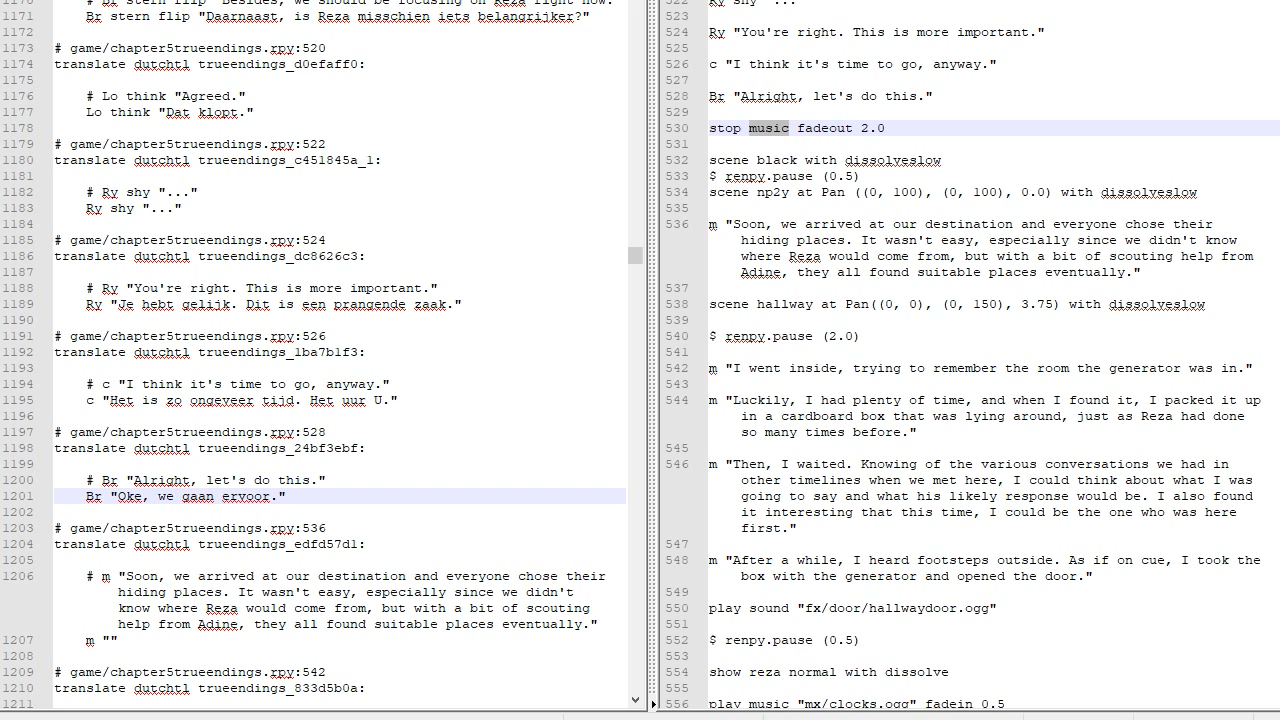 1170 # Br stern flip "Besides, we should be focusing on Reza right now.
1171 Br stern flip "Daarnaast, is Reza misschien iets belangrijker?"
1172
1173 # game/chapter5trueendings.rpy:520
1174 translate dutchtl trueendings_d0efaff0:
1175
1176 # Lo think "Agreed."
1177 Lo think "Dat klopt."
1178
1179 # game/chapter5trueendings.rpy:522
1180 translate dutchtl trueendings_c451845a_1:
1181
1182 # Ry shy "..."
1183 Ry shy "..."
1184
1185 # game/chapter5trueendings.rpy:524
1186 translate dutchtl trueendings_dc8626c3:
1187
1188 # Ry "You're right. This is more important."
1189 Ry "Je hebt gelijk. Dit is een prangende zaak."
1190
1191 # game/chapter5trueendings.rpy:526
1192 translate dutchtl trueendings_1ba7b1f3:
1193
1194 # c "I think it's time to go, anyway."
1195 c "Het is zo ongeveer tijd. Het uur U."
1196
1197 # game/chapter5trueendings.rpy:528
1198 translate dutchtl trueendings_24bf3ebf:
1199
1200 # Br "Alright, let's do this."
1201 Br "Oke, we gaan ervoor."
1202
1203 # game/chapter5trueendings.rpy:536
1204 translate dutchtl trueendings_edfd57d1:
1205
1206 # m "Soon, we arrived at our destination and everyone chose their
hiding places. It wasn't easy, especially since we didn't
know where Reza would come from, but with a bit of scouting
help from Adine, they all found suitable places eventually."
1207 m ""
1208
1209 # game/chapter5trueendings.rpy:542
1210 translate dutchtl trueendings_833d5b0a:
1211
522 Ry shy "..."
523
524 Ry "You're right. This is more important."
525
526 c "I think it's time to go, anyway."
527
528 Br "Alright, let's do this."
529
530 stop music fadeout 2.0
531
532 scene black with dissolveslow
533 $ renpy.pause (0.5)
534 scene np2y at Pan ((0, 100), (0, 100), 0.0) with dissolveslow
535
536 m "Soon, we arrived at our destination and everyone chose their
hiding places. It wasn't easy, especially since we didn't know
where Reza would come from, but with a bit of scouting help from
Adine, they all found suitable places eventually."
537
538 scene hallway at Pan((0, 0), (0, 150), 3.75) with dissolveslow
539
540 $ renpy.pause (2.0)
541
542 m "I went inside, trying to remember the room the generator was in."
543
544 m "Luckily, I had plenty of time, and when I found it, I packed it up
in a cardboard box that was lying around, just as Reza had done
so many times before."
545
546 m "Then, I waited. Knowing of the various conversations we had in
other timelines when we met here, I could think about what I was
going to say and what his likely response would be. I also found
it interesting that this time, I could be the one who was here
first."
547
548 m "After a while, I heard footsteps outside. As if on cue, I took the
box with the generator and opened the door."
549
550 play sound "fx/door/hallwaydoor.ogg"
551
552 $ renpy.pause (0.5)
553
554 show reza normal with dissolve
555
556 play music "mx/clocks.ogg" fadein 0.5